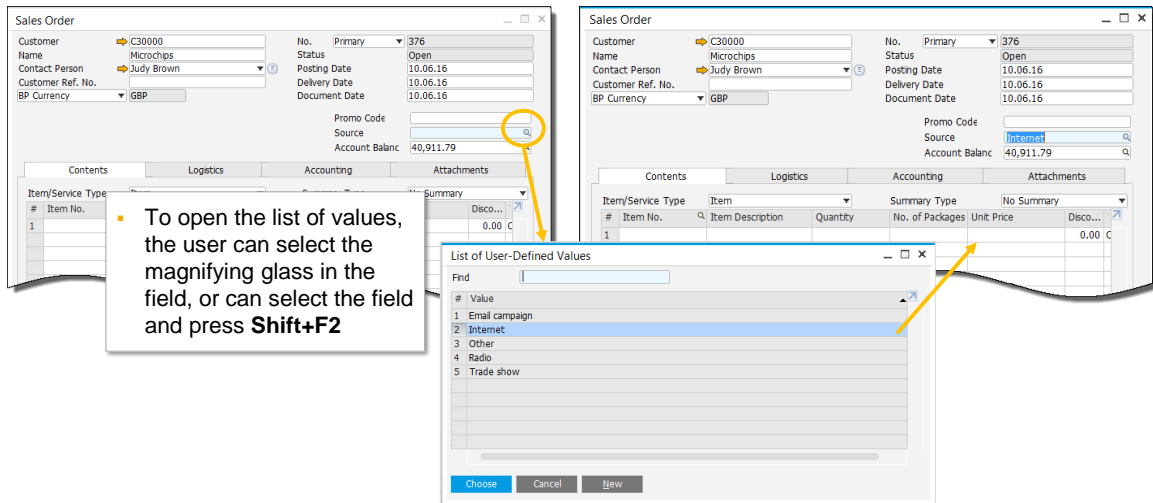 Sales Order
Customer C30000 No. Primary 376
Name Microchips Status Open
Contact Person Judy Brown Posting Date 10.06.16
Customer Ref. No. Delivery Date 10.06.16
BP Currency GBP Document Date 10.06.16
Promo Code
Source
Account Balanc 40,911.79
Contents Logistics Accounting Attachments
Item/Service Type No Summary
# Item No. Disco...
1 0.00 C
To open the list of values,
the user can select the
magnifying glass in the
field, or can select the field
and press Shift+F2
Sales Order
Customer C30000 No. Primary 376
Name Microchips Status Open
Contact Person Judy Brown Posting Date 10.06.16
Customer Ref. No. Delivery Date 10.06.16
BP Currency GBP Document Date 10.06.16
Promo Code
Source Internet
Account Balanc 40,911.79
Contents Logistics Accounting Attachments
Item/Service Type Item Summary Type No Summary
# Item No. Item Description Quantity No. of Packages Unit Price Disco...
1 0.00 C
List of User-Defined Values
Find
# Value
1 Email campaign
2 Internet
3 Other
4 Radio
5 Trade show
Choose Cancel New